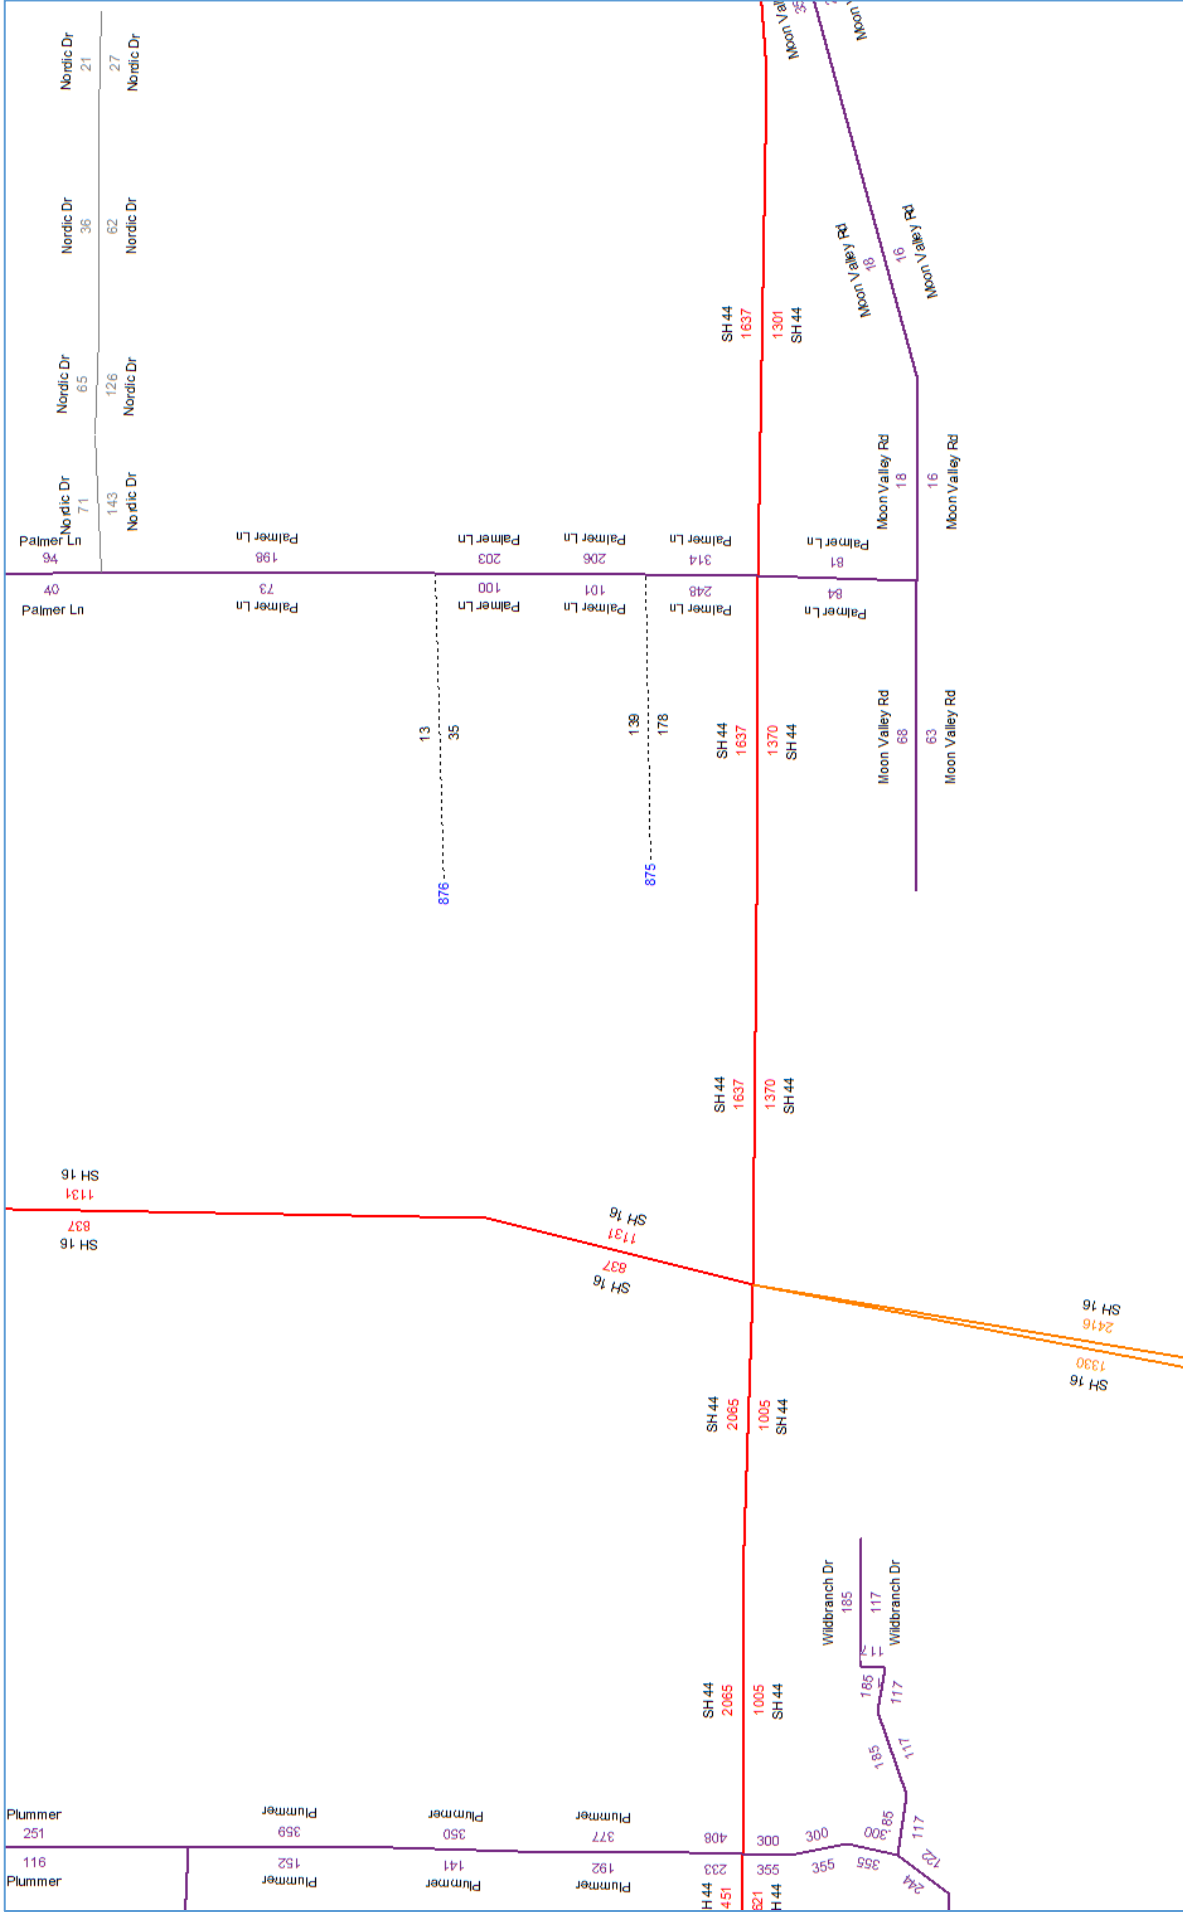 Nordic Dr
21
27
Nordic Dr
Nordic Dr
36
62
Nordic Dr
Nordic Dr
65
126
Nordic Dr
Nordic Dr
71
143
Nordic Dr
Moon Valley Rd
18
16
Moon Valley Rd
SH 44
1637
1301
SH 44
Moon Valley Rd
18
16
Moon Valley Rd
Palmer Ln
94
40
Palmer Ln
Palmer Ln
198
73
Palmer Ln
Palmer Ln
203
100
Palmer Ln
Palmer Ln
206
101
Palmer Ln
Palmer Ln
314
248
Palmer Ln
Palmer Ln
81
84
Palmer Ln
13
35
876
139
178
875
SH 44
1637
1370
SH 44
Moon Valley Rd
68
63
Moon Valley Rd
SH 44
1637
1370
SH 44
SH 16
1131
837
SH 16
SH 16
1131
837
SH 16
SH 16
2416
1330
SH 16
SH 44
2065
1005
SH 44
Wildbranch Dr
185
117
Wildbranch Dr
SH 44
2065
1005
SH 44
185
117
185
117
117
Plummer
251
116
Plummer
Plummer
359
152
Plummer
Plummer
350
141
Plummer
Plummer
377
192
Plummer
408
233
300
355
300
355
300
355
122
244
H 44
451
621
H 44